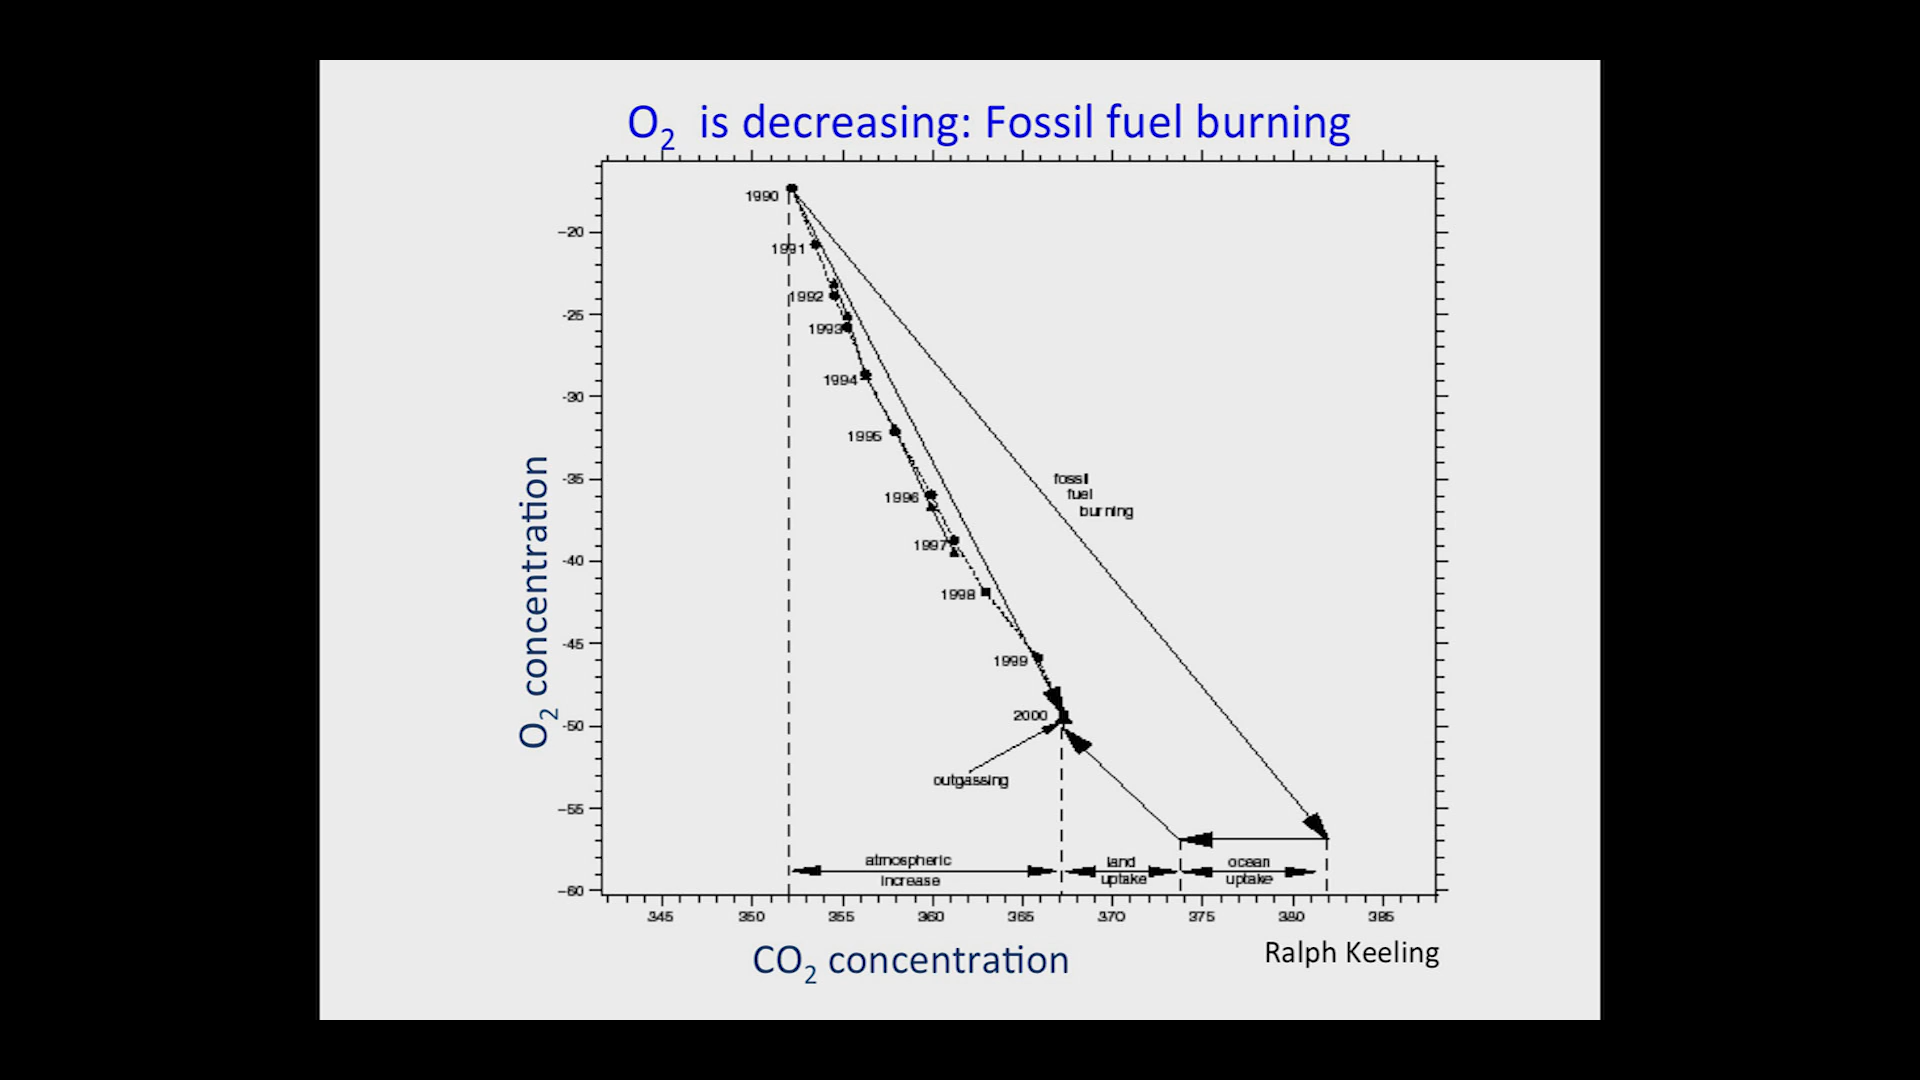 O2 is decreasing: Fossil fuel burning
1990
−20
1991
1992
-25
1993
1994
-30
1995
-35
fossil
fuel
burning
1996
1997
-40
1998
-45
1999
2000
-50
outgassing
−55
atmospheric
increase
land
uptake
ocean
uptake
−60
345 350 355 360 365 370 375 380 385
O2 concentration
CO2 concentration
Ralph Keeling